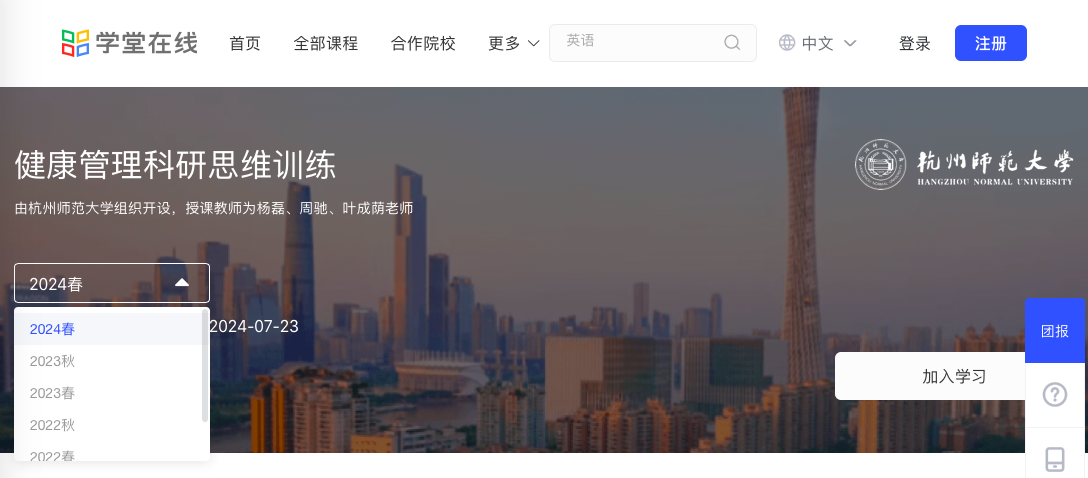 学堂在线
首页
全部课程
合作院校
更多
英语
中文
登录
注册
健康管理科研思维训练
由杭州师范大学组织开设，授课教师为杨磊、周驰、叶成荫老师
杭州师范大学
HANGZHOU NORMAL UNIVERSITY
2024春
2024-07-23
2024春
2023秋
2023春
2022秋
2022春
加入学习
团报